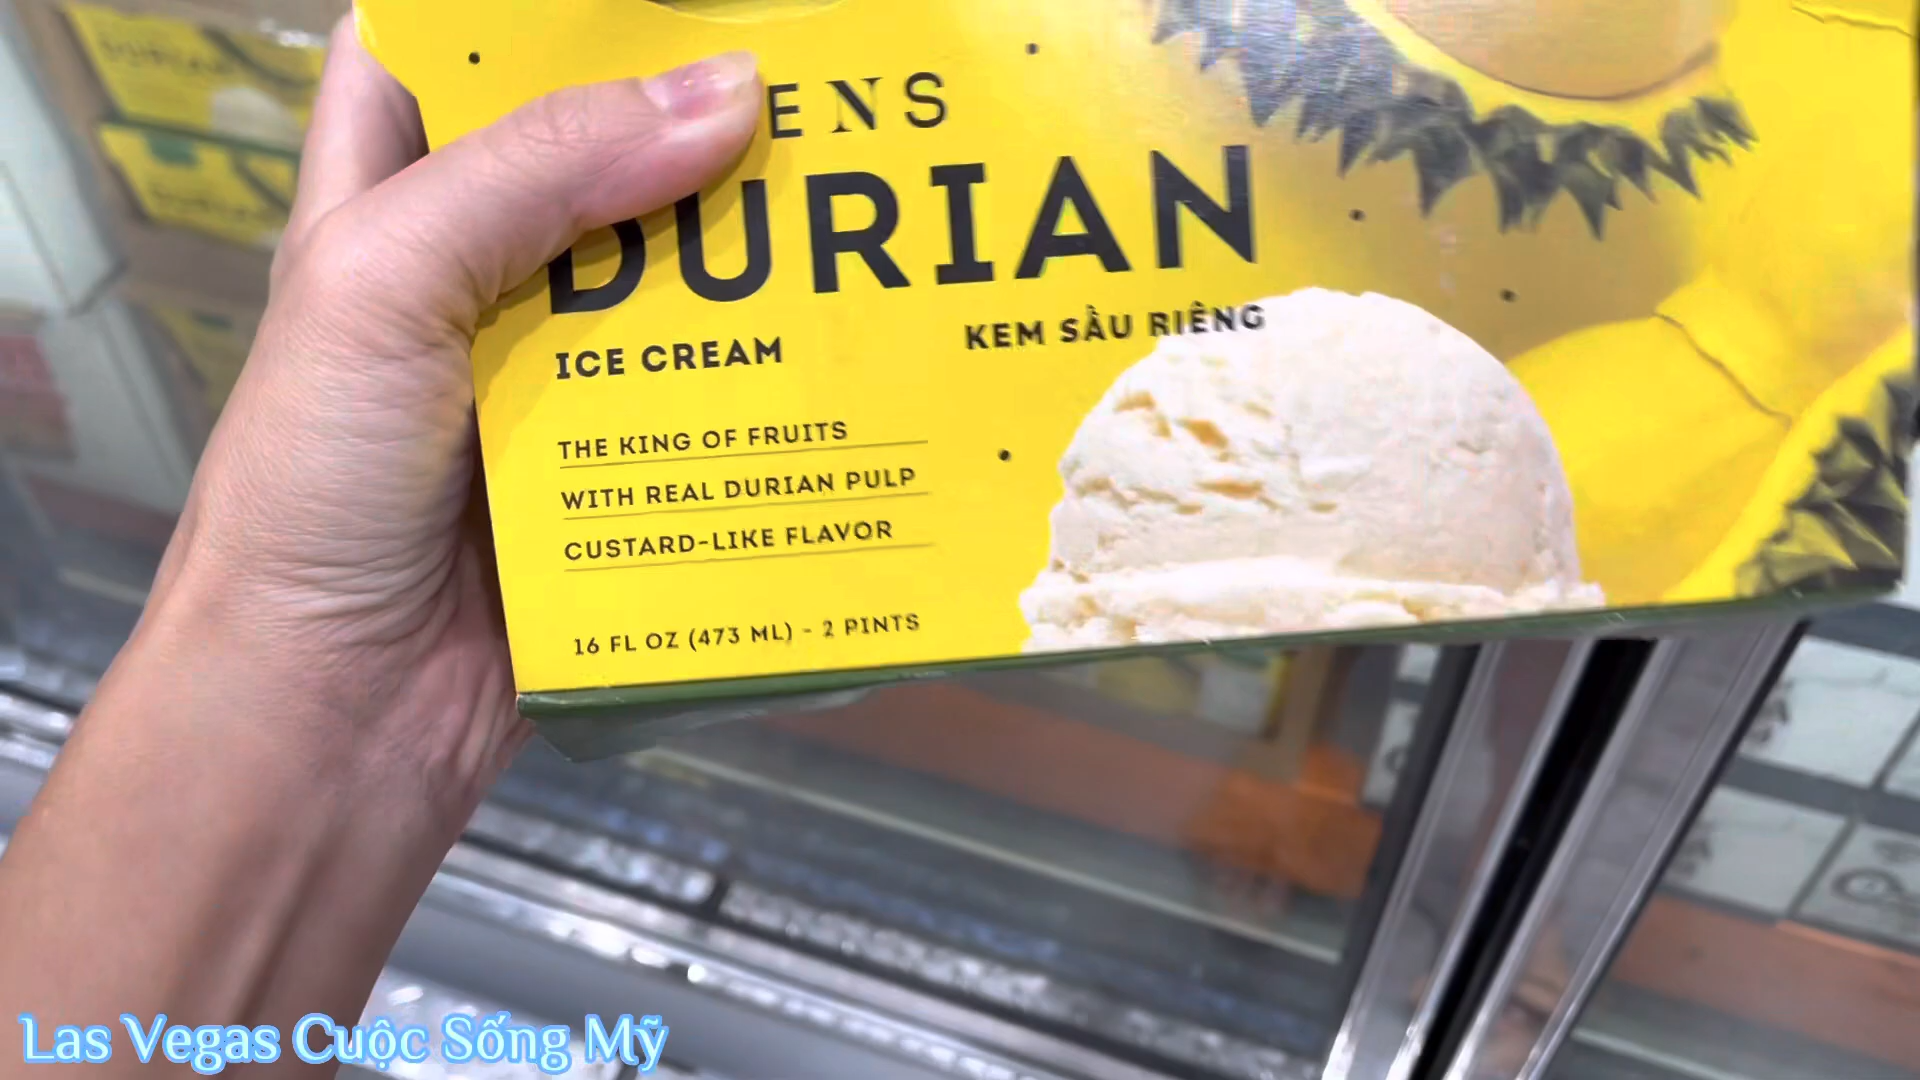 ENS
DURIAN
ICE CREAM
KEM SẦU RIÊNG
THE KING OF FRUITS
WITH REAL DURIAN PULP
CUSTARD-LIKE FLAVOR
16 FL OZ (473 ML) - 2 PINTS
Las Vegas Cuộc Sống Mỹ